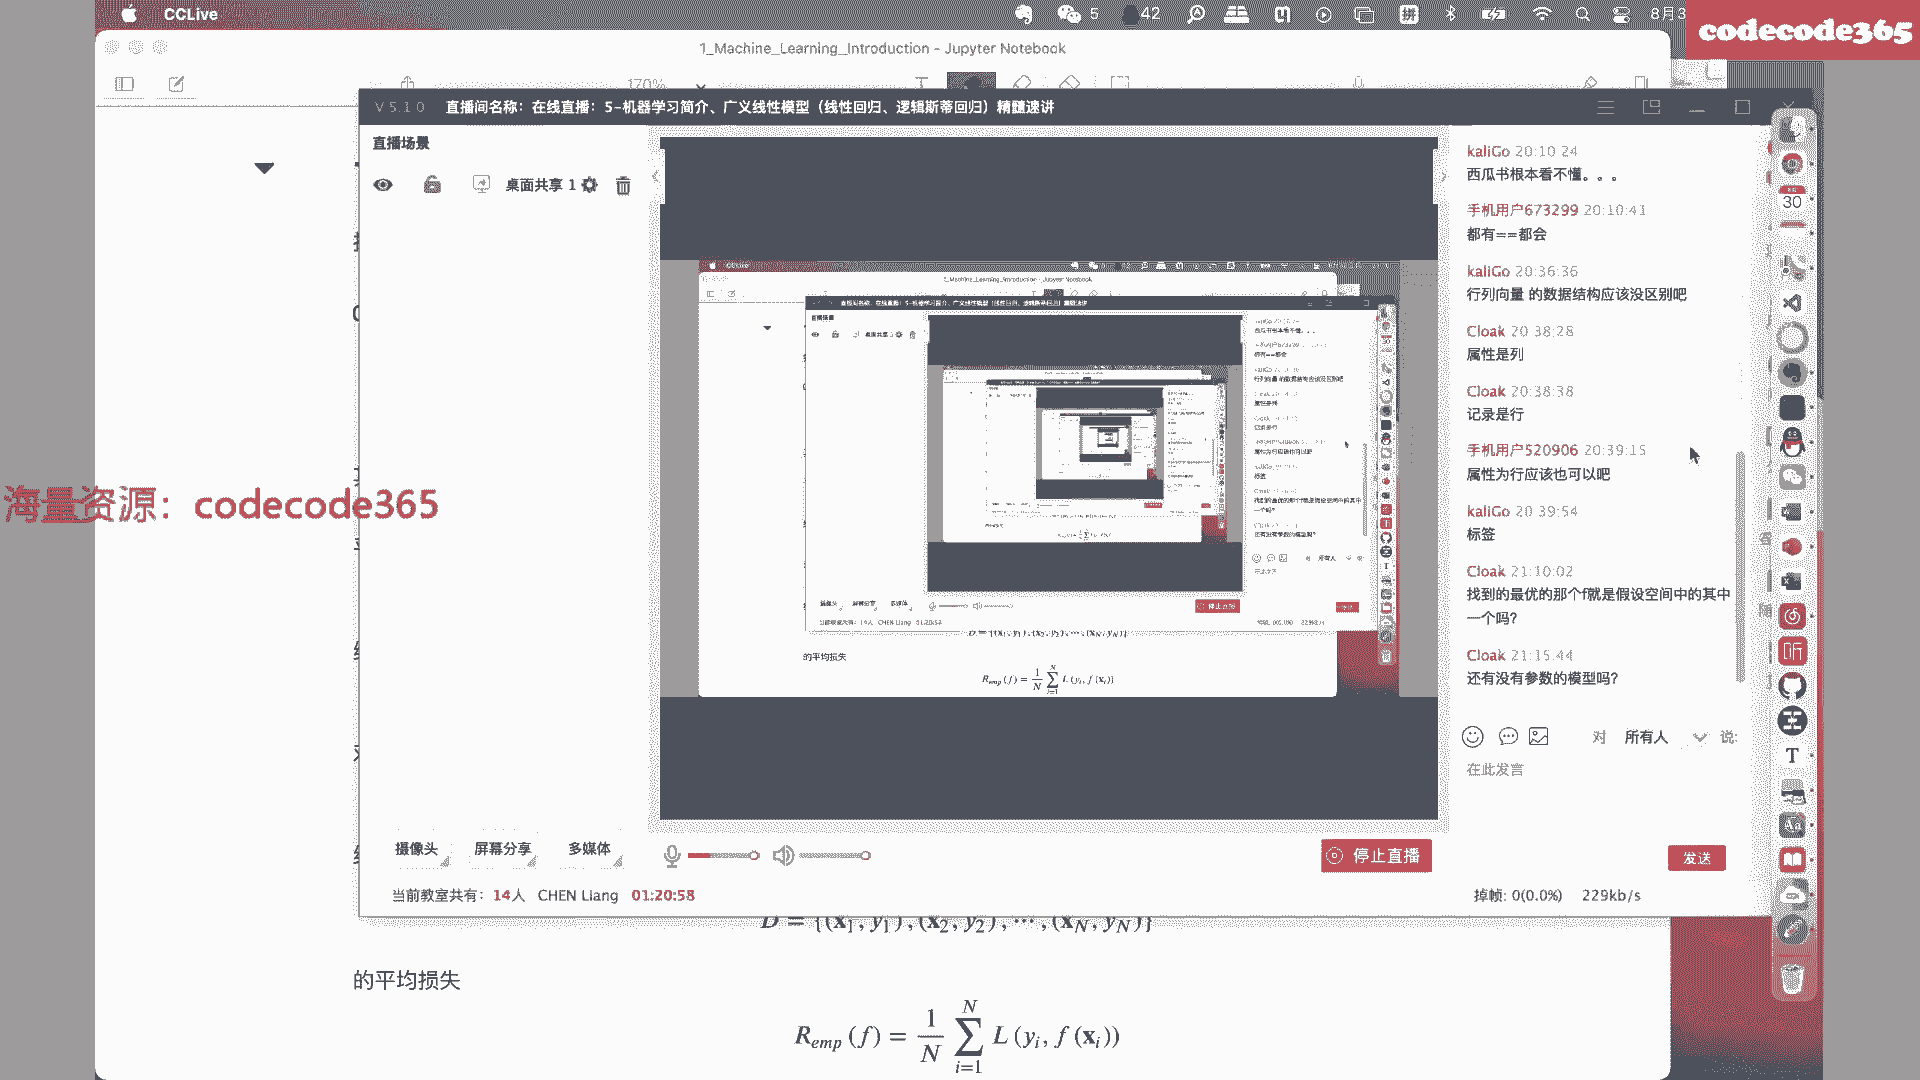 CCLive
5
42
8月3
codecode365
1_Machine_Learning_Introduction - Jupyter Notebook
170%
V 5.1.0 直播间名称：在线直播：5-机器学习简介、广义线性模型（线性回归、逻辑斯蒂回归）精髓速讲
直播场景
桌面共享 1
kaliGo 20:10:24
西瓜书根本看不懂。。。
手机用户673299 20:10:41
都有==都会
kaliGo 20:36:36
行列向量 的数据结构应该没区别吧
Cloak 20:38:28
属性是列
Cloak 20:38:38
记录是行
手机用户520906 20:39:15
属性为行应该也可以吧
kaliGo 20:39:54
标签
Cloak 21:10:02
找到的最优的那个f就是假设空间中的其中
一个吗?
Cloak 21:15:44
还有没有参数的模型吗?
对 所有人 说:
在此发言
发送
30
海量资源：codecode365
的平均损失
R_emp (f) = 1/N ∑_{i=1}^{N} L (y_i, f (x_i))
摄像头 屏幕分享 多媒体
停止直播
当前教室共有：14人 CHEN Liang 01:20:58
掉帧: 0(0.0%) 229kb/s
D = {(x_1, y_1), (x_2, y_2), ⋯, (x_N, y_N)}
的平均损失
R_emp (f) = 1/N ∑_{i=1}^{N} L (y_i, f (x_i))